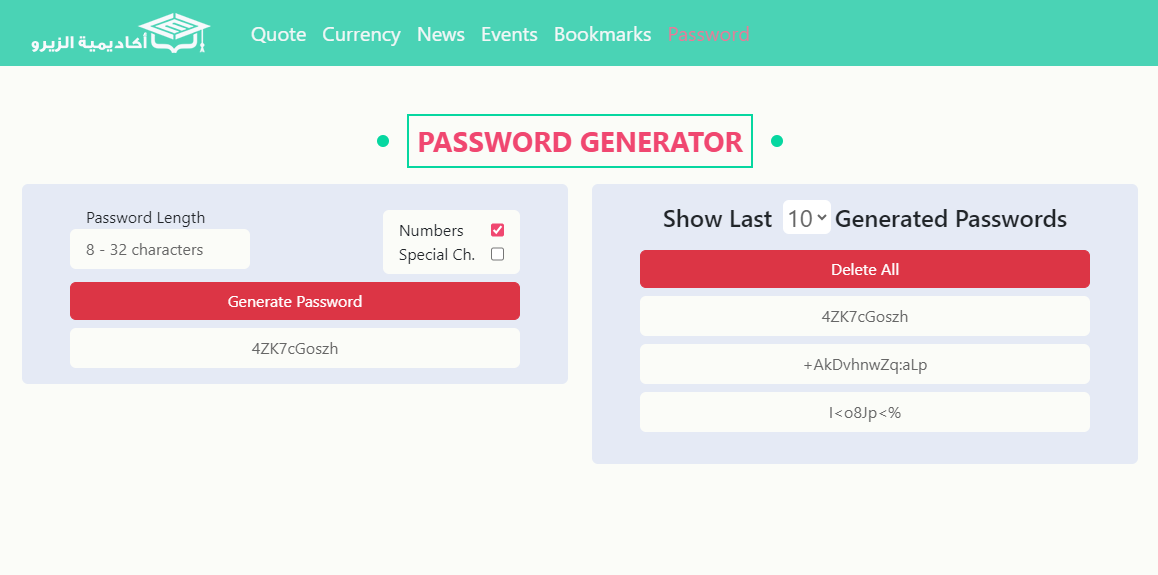 أكاديمية الزيرو
Quote Currency News Events Bookmarks Password
PASSWORD GENERATOR
Password Length
8 - 32 characters
Numbers
Special Ch.
Generate Password
4ZK7cGoszh
Show Last 10 Generated Passwords
Delete All
4ZK7cGoszh
+AkDvhnwZq:aLp
I<o8Jp<%